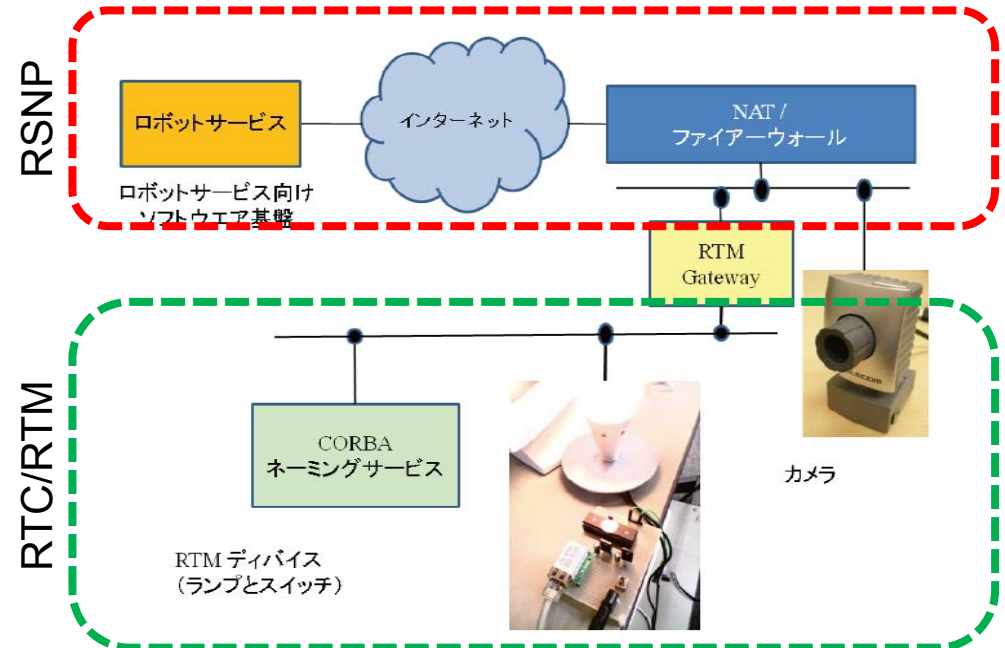 RSNP
ロボットサービス
インターネット
NAT /
ファイアーウォール
ロボットサービス向け
ソフトウエア基盤
RTM
Gateway
ELECOM
RTC/RTM
CORBA
ネーミングサービス
カメラ
RTM ディバイス
（ランプとスイッチ）